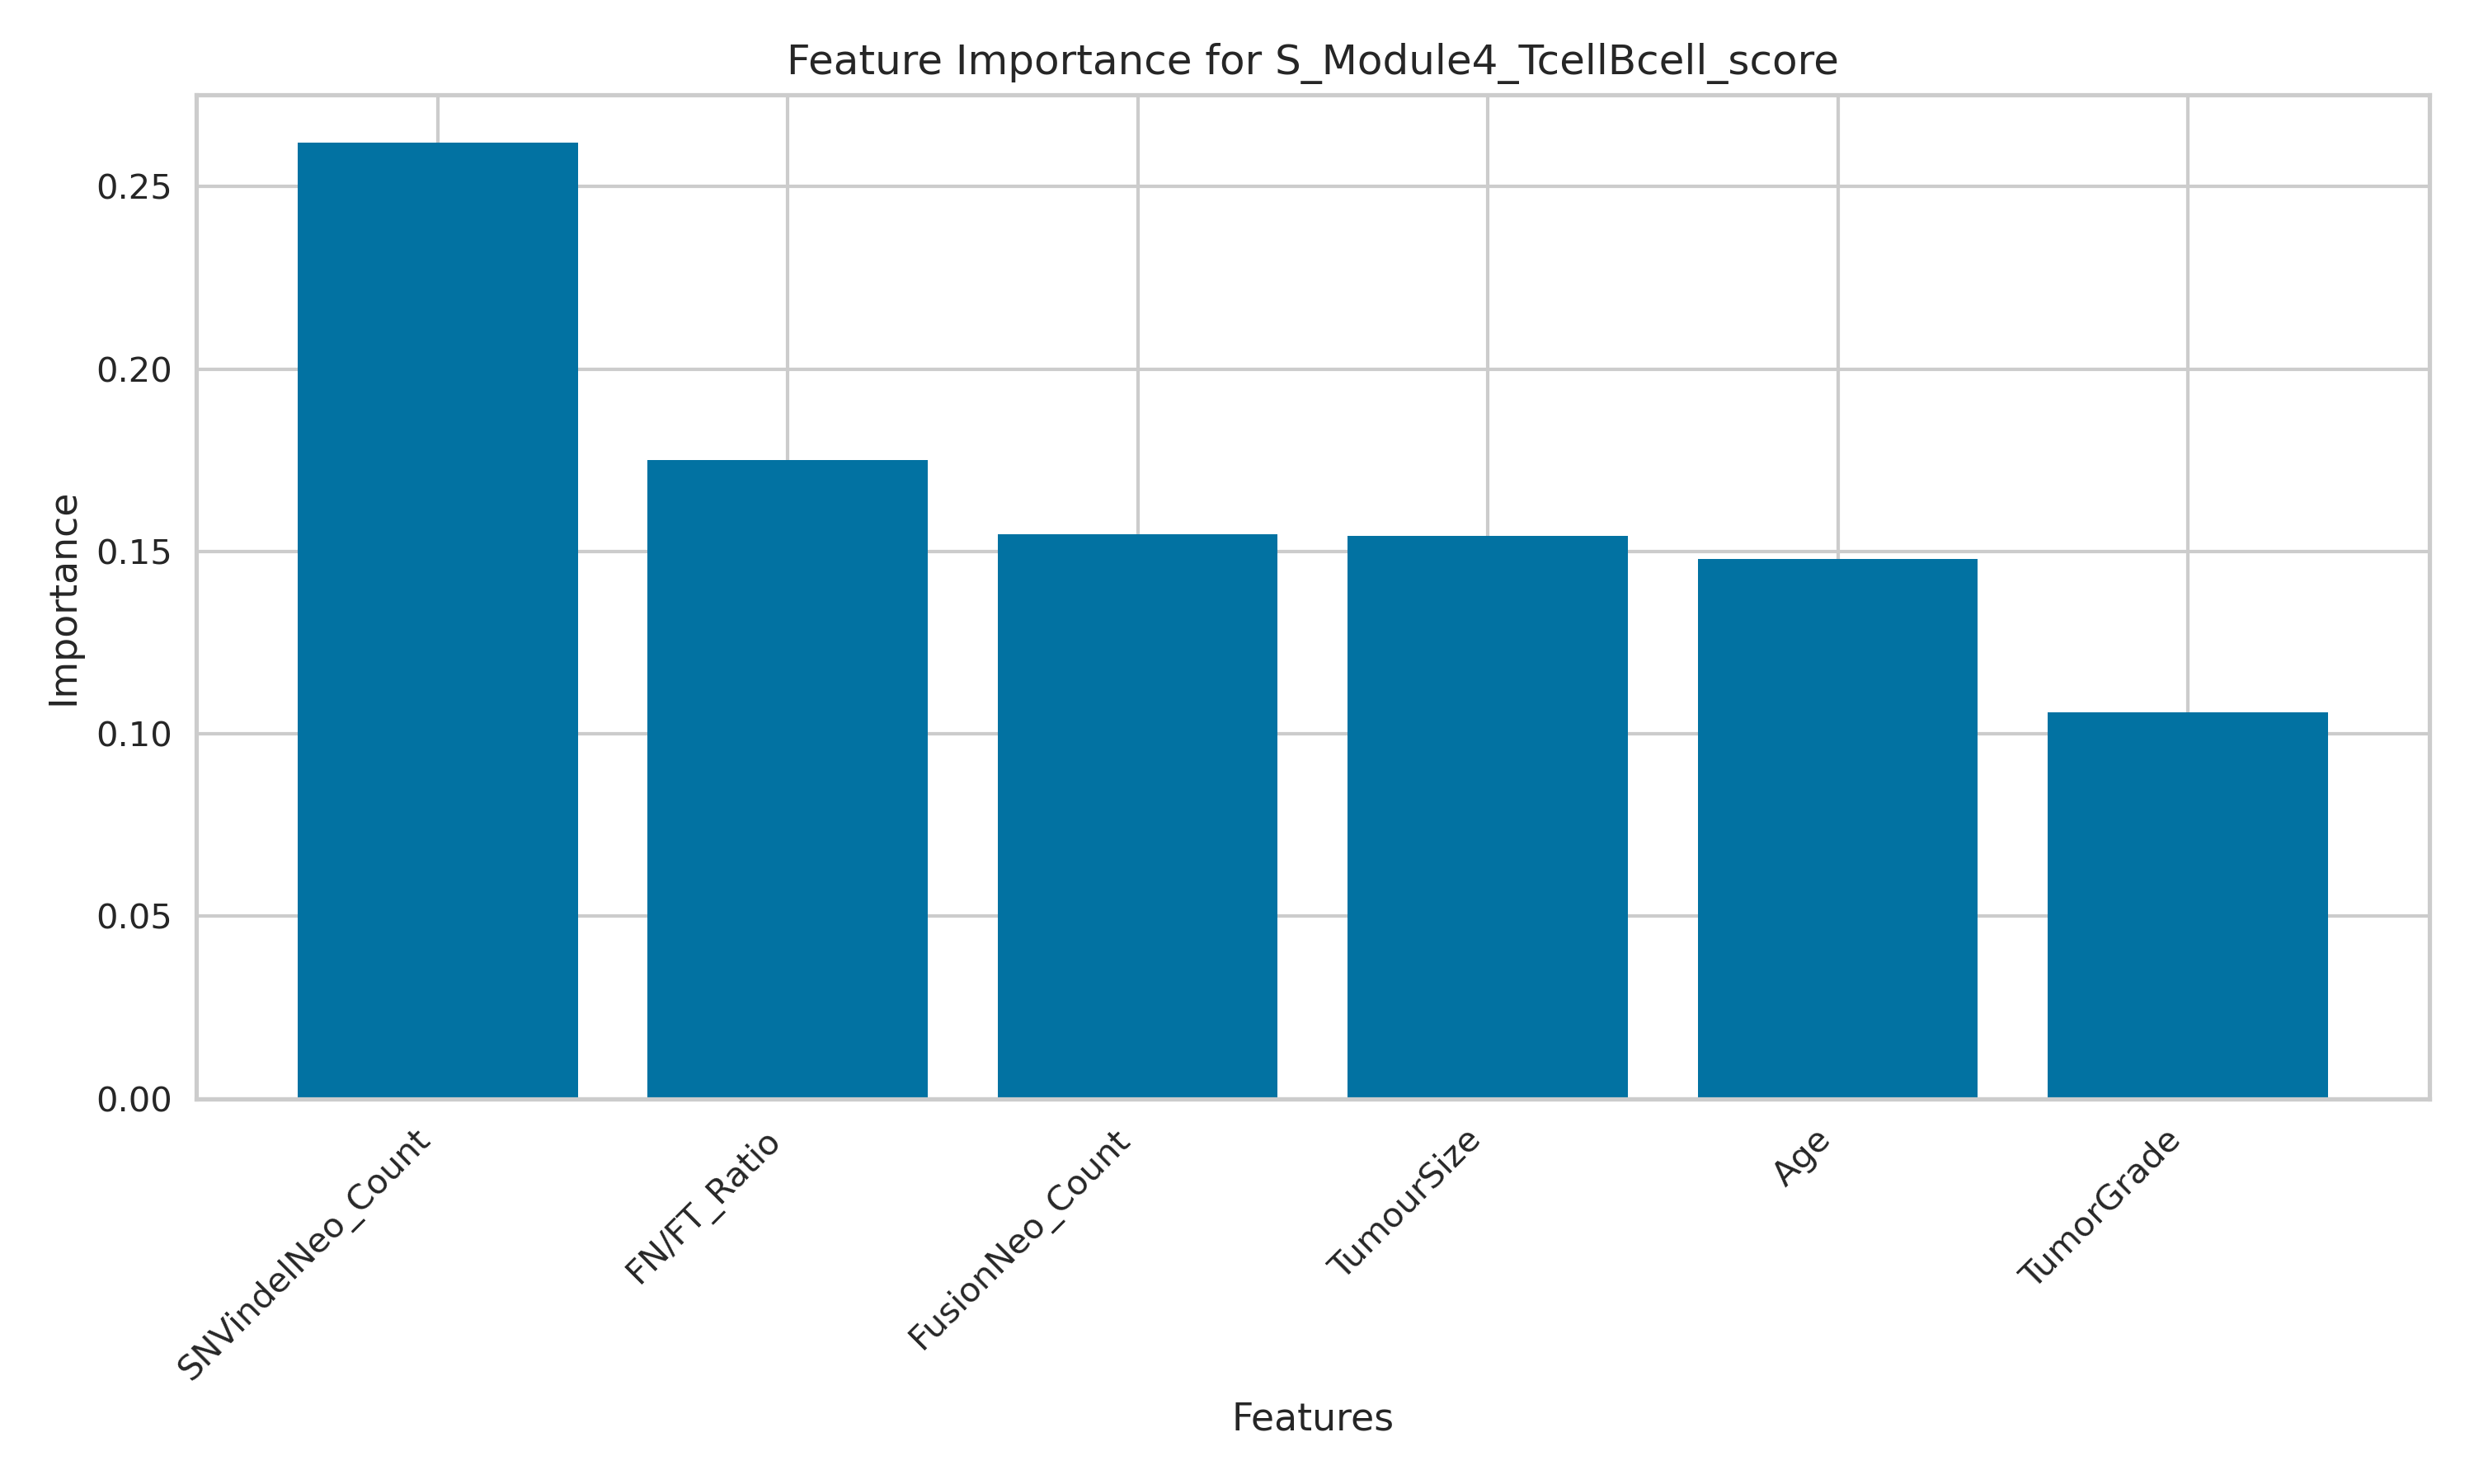 Feature Importance for S_Module4_TcellBcell_score
Importance
0.25
0.20
0.15
0.10
0.05
0.00
SNVindelNeo_Count
FN/FT_Ratio
FusionNeo_Count
TumourSize
Age
TumorGrade
Features